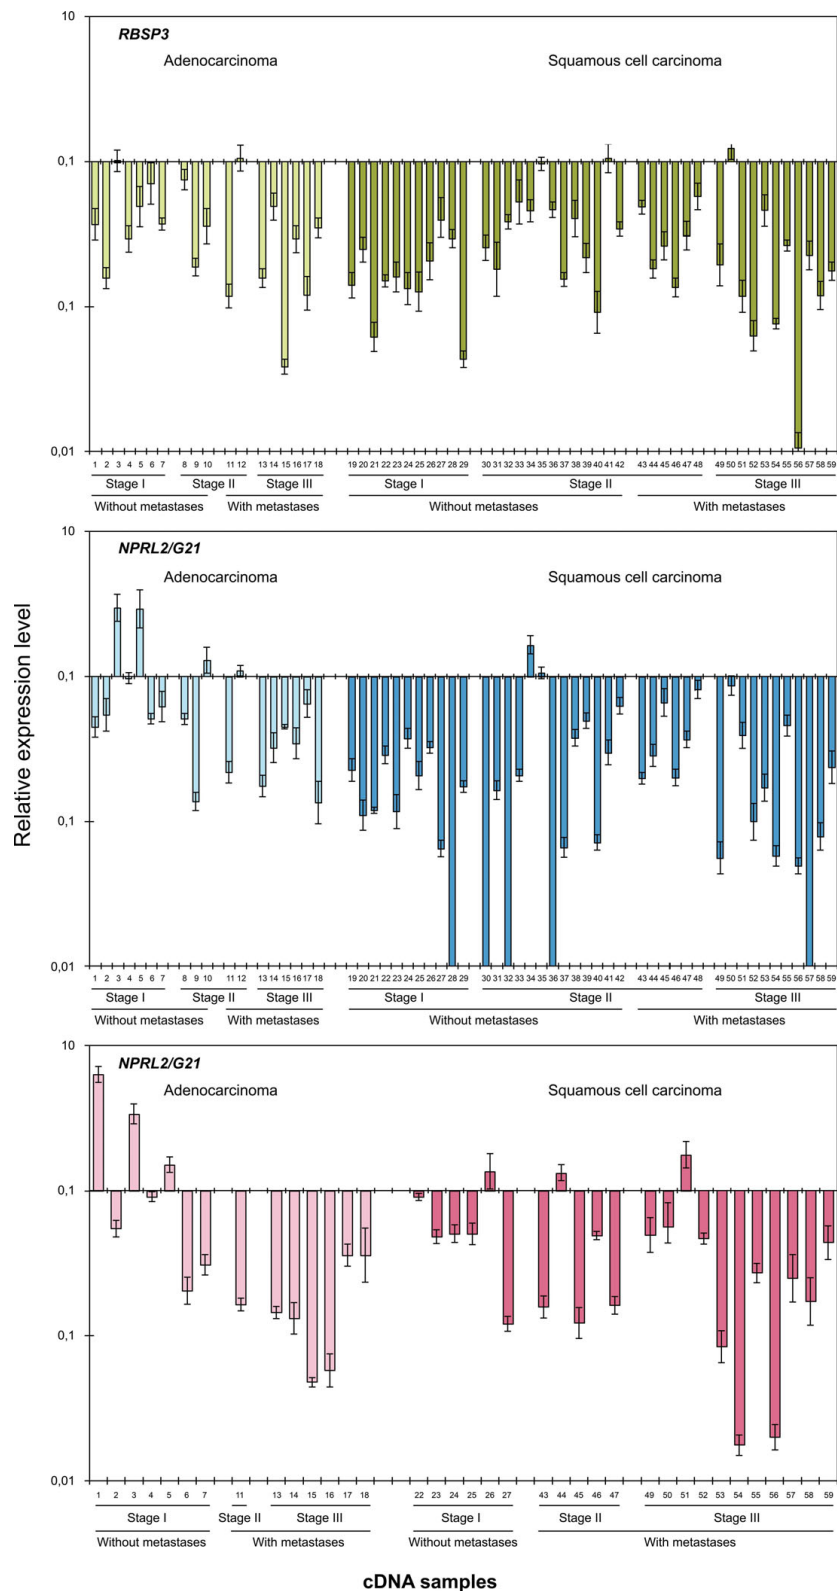 Relative expression level
10
RBSP3
Adenocarcinoma Squamous cell carcinoma
0,1
0,1
0,01
1 2 3 4 5 6 7 8 9 10 11 12 13 14 15 16 17 18 19 20 21 22 23 24 25 26 27 28 29 30 31 32 33 34 35 36 37 38 39 40 41 42 43 44 45 46 47 48 49 50 51 52 53 54 55 56 57 58 59
Stage I Stage II Stage III Stage I Stage II Stage III
Without metastases With metastases Without metastases With metastases
10
NPRL2/G21
Adenocarcinoma Squamous cell carcinoma
0,1
0,1
0,01
1 2 3 4 5 6 7 8 9 10 11 12 13 14 15 16 17 18 19 20 21 22 23 24 25 26 27 28 29 30 31 32 33 34 35 36 37 38 39 40 41 42 43 44 45 46 47 48 49 50 51 52 53 54 55 56 57 58 59
Stage I Stage II Stage III Stage I Stage II Stage III
Without metastases With metastases Without metastases With metastases
10
NPRL2/G21
Adenocarcinoma Squamous cell carcinoma
0,1
0,1
0,01
1 2 3 4 5 6 7 11 13 14 15 16 17 18 22 23 24 25 26 27 43 44 45 46 47 49 50 51 52 53 54 55 56 57 58 59
Stage I Stage II Stage III Stage I Stage II Stage III
Without metastases With metastases Without metastases With metastases
cDNA samples